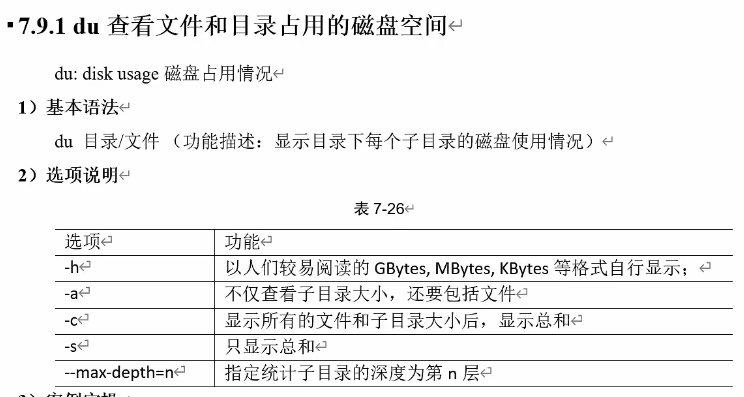 7.9.1 du 查看文件和目录占用的磁盘空间
du: disk usage 磁盘占用情况
1）基本语法
du 目录/文件 （功能描述：显示目录下每个子目录的磁盘使用情况）
2）选项说明
表 7-26
选项 功能
-h 以人们较易阅读的 GBytes, MBytes, KBytes 等格式自行显示；
-a 不仅查看子目录大小，还要包括文件
-c 显示所有的文件和子目录大小后，显示总和
-s 只显示总和
--max-depth=n 指定统计子目录的深度为第 n 层